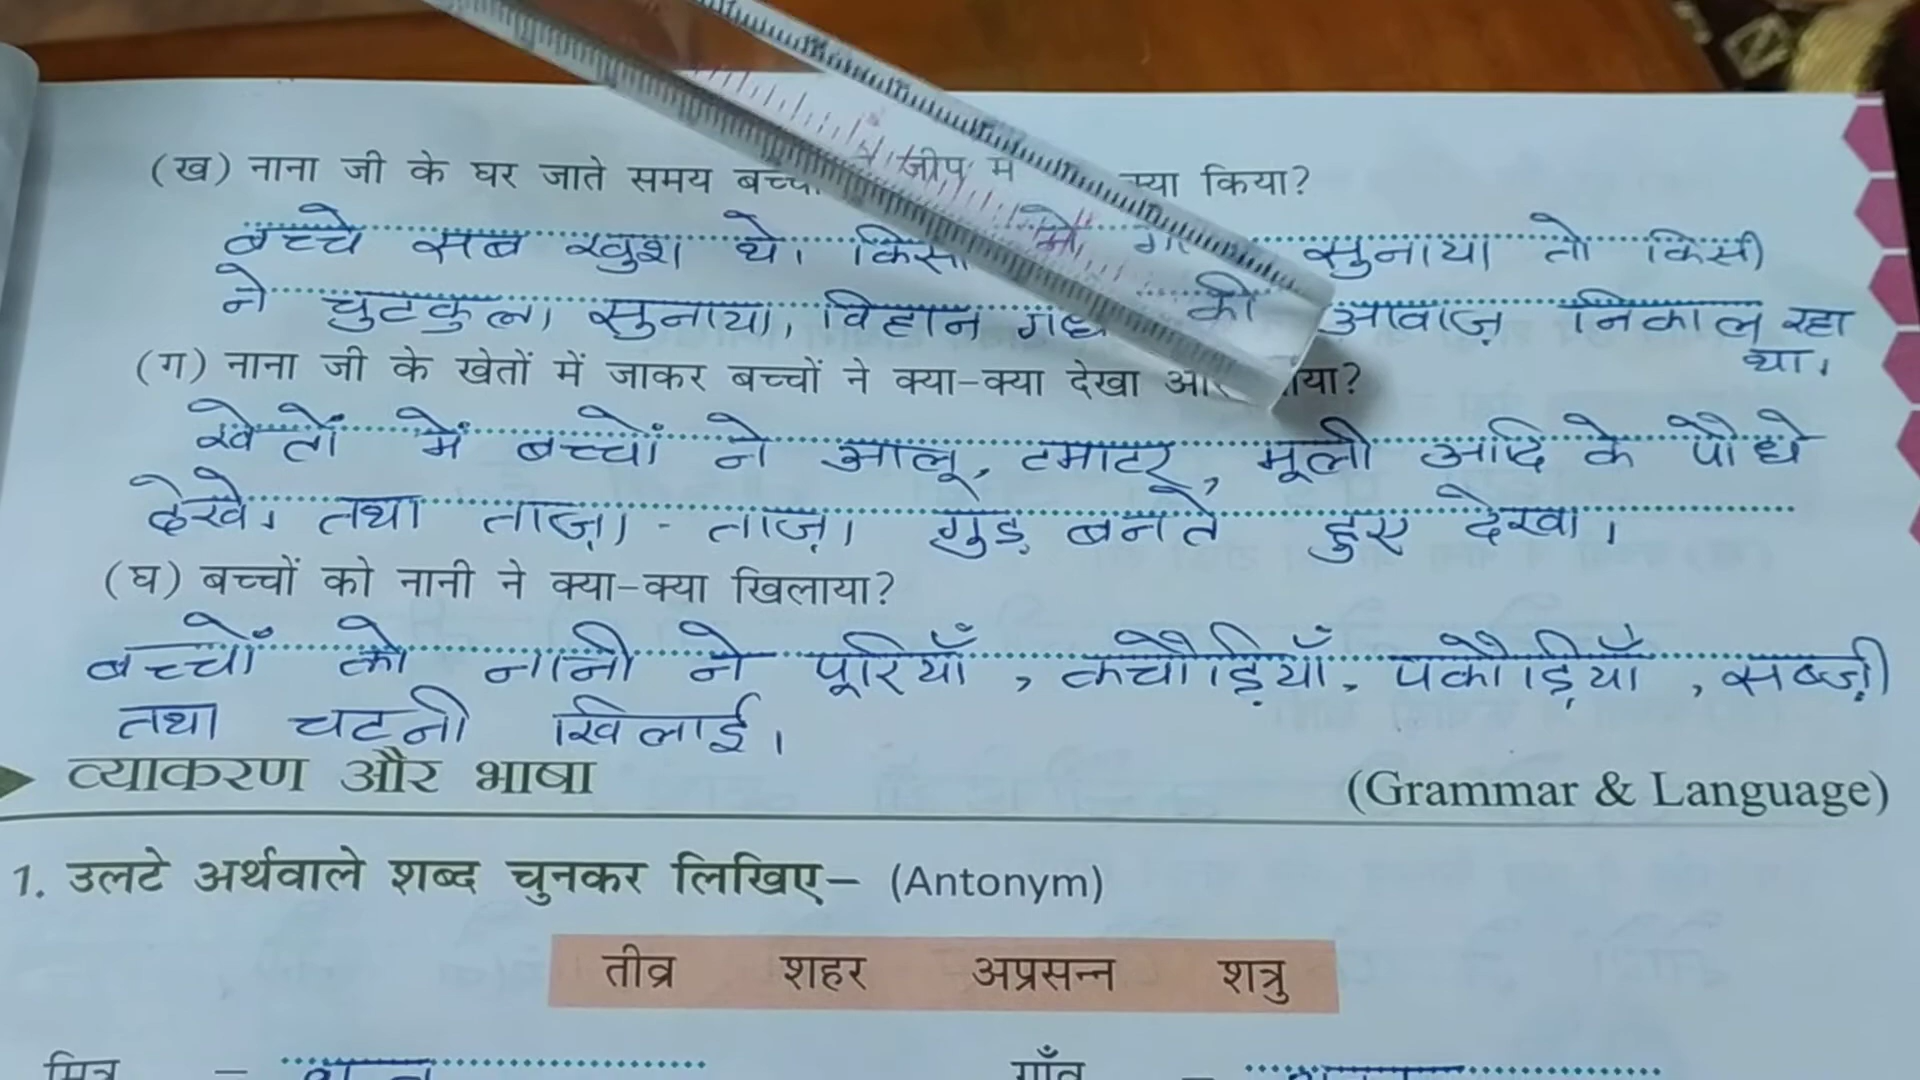 (ख) नाना जी के घर जाते समय जीप में किया?
बच्चे सब खुश थे। सुनाया तो किसी
ने चुटकुला सुनाया, विहान की आवाज़ निकाल रहा
था।
(ग) नाना जी के खेतों में जाकर बच्चों ने क्या-क्या देखा
खेतों में बच्चों ने आलू, टमाटर, मूली आदि के पौधे
देखे। तथा ताज़ा - ताज़ा गुड़ बनते हुए देखा।
(घ) बच्चों को नानी ने क्या-क्या खिलाया?
बच्चों को नानी ने पूरियाँ, कचौड़ियाँ, पकौड़ियाँ, सब्ज़ी
तथा चटनी खिलाई।
व्याकरण और भाषा (Grammar & Language)
1. उलटे अर्थवाले शब्द चुनकर लिखिए- (Antonym)
तीव्र शहर अप्रसन्न शत्रु
मित्र - गाँव -